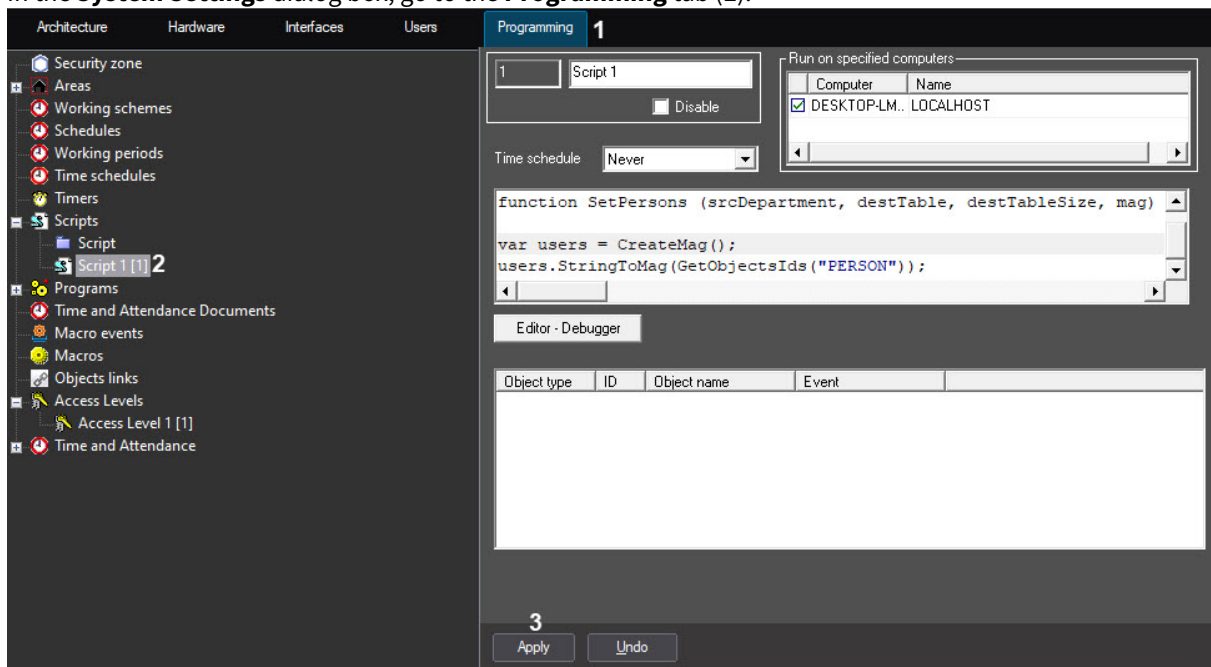 In the System Settings dialog box, go to the Programming tab (1).
Architecture Hardware Interfaces Users Programming 1
Security zone
Areas
Working schemes
Schedules
Working periods
Time schedules
Timers
Scripts
Script
Script 1 [1] 2
Programs
Time and Attendance Documents
Macro events
Macros
Objects links
Access Levels
Access Level 1 [1]
Time and Attendance
1 Script 1
Disable
Run on specified computers
Computer Name
DESKTOP-LM.. LOCALHOST
Time schedule Never
function SetPersons (srcDepartment, destTable, destTableSize, mag)
var users = CreateMag();
users.StringToMag(GetObjectsIds("PERSON"));
Editor - Debugger
Object type ID Object name Event
3
Apply Undo